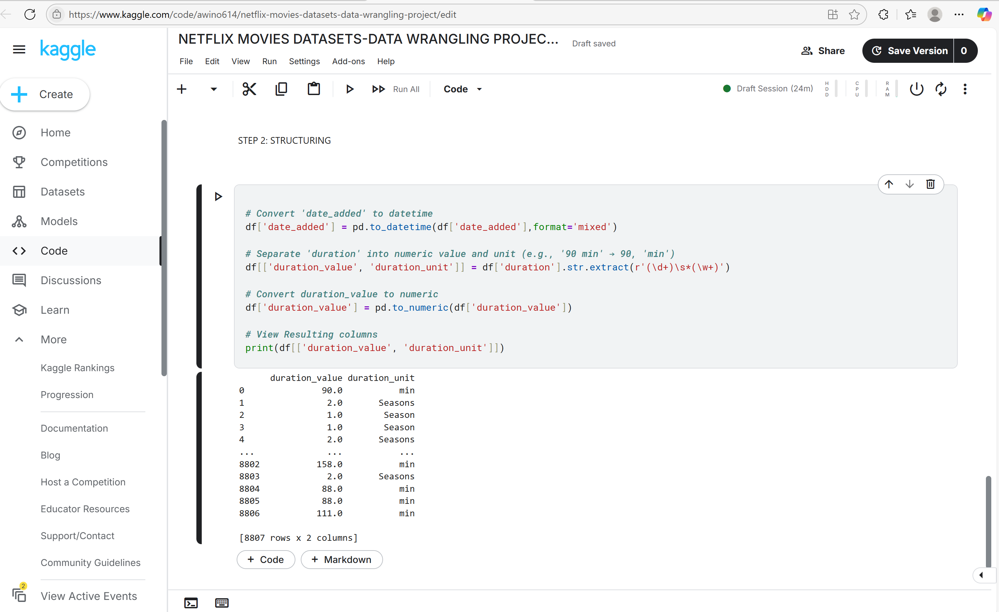 https://www.kaggle.com/code/awino614/netflix-movies-datasets-data-wrangling-project/edit
kaggle
NETFLIX MOVIES DATASETS-DATA WRANGLING PROJEC...
Draft saved
Share
Save Version
0
File Edit View Run Settings Add-ons Help
Run All
Code
Draft Session (24m)
HDD
CPU
RAM
Create
Home
Competitions
Datasets
Models
Code
Discussions
Learn
More
Kaggle Rankings
Progression
Documentation
Blog
Host a Competition
Educator Resources
Support/Contact
Community Guidelines
2
View Active Events
STEP 2: STRUCTURING
# Convert 'date_added' to datetime
df['date_added'] = pd.to_datetime(df['date_added'],format='mixed')
# Separate 'duration' into numeric value and unit (e.g., '90 min' → 90, 'min')
df[['duration_value', 'duration_unit']] = df['duration'].str.extract(r'(\d+)\s*(\w+)')
# Convert duration_value to numeric
df['duration_value'] = pd.to_numeric(df['duration_value'])
# View Resulting columns
print(df[['duration_value', 'duration_unit']])
duration_value duration_unit
0 90.0 min
1 2.0 Seasons
2 1.0 Season
3 1.0 Season
4 2.0 Seasons
... ... ...
8802 158.0 min
8803 2.0 Seasons
8804 88.0 min
8805 88.0 min
8806 111.0 min
[8807 rows x 2 columns]
+ Code
+ Markdown